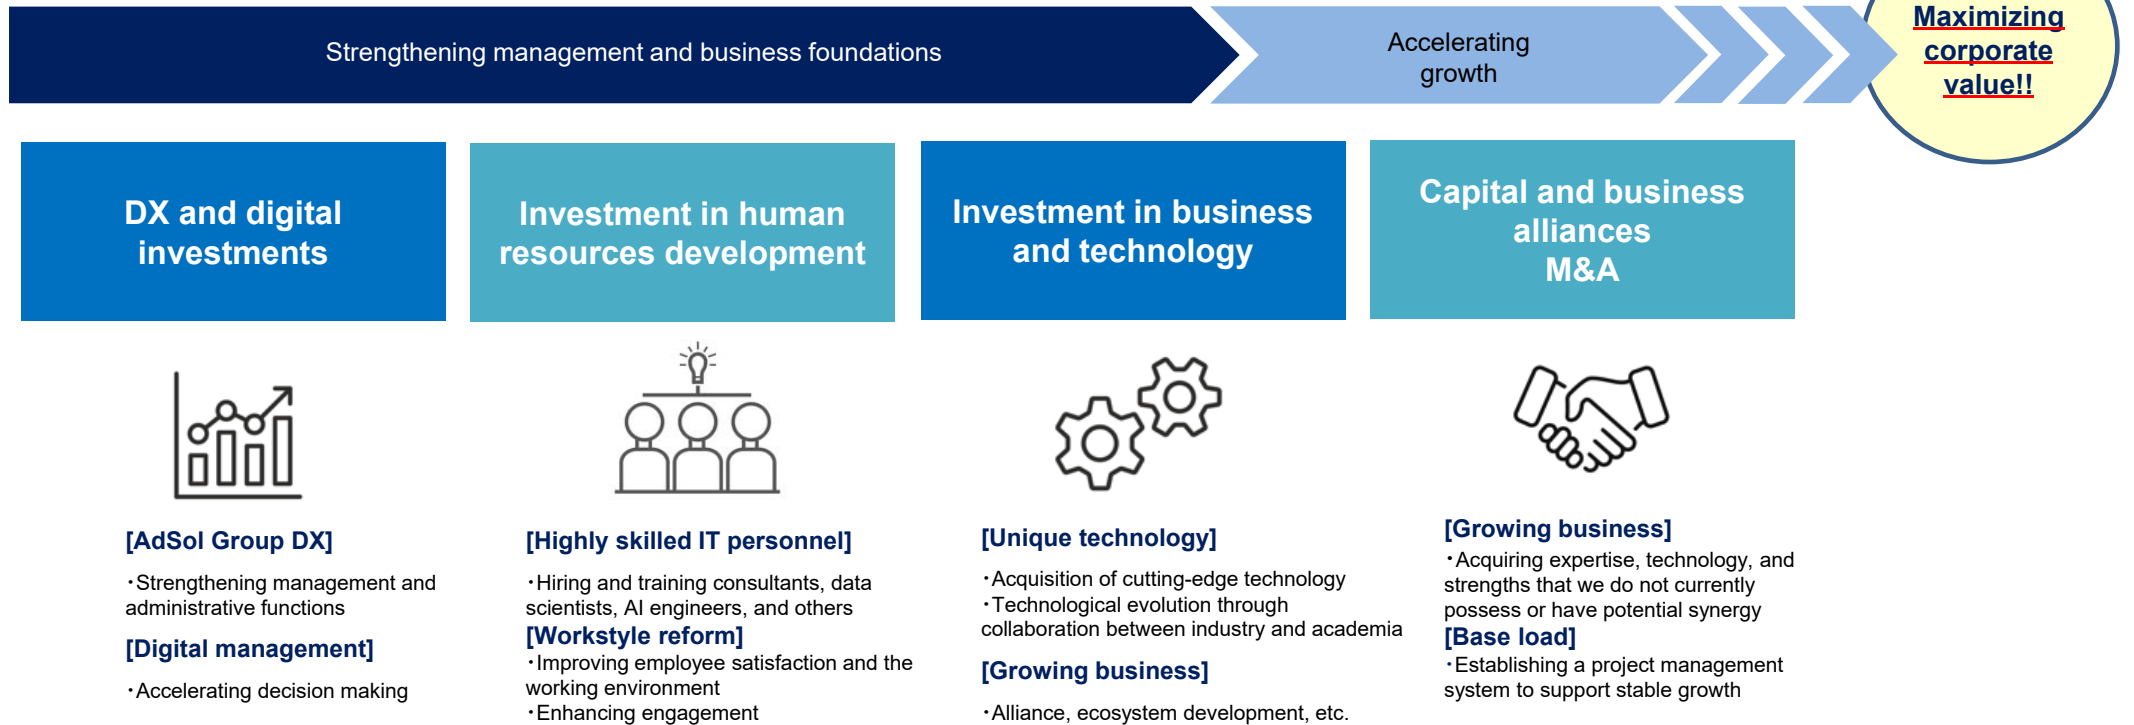 Strengthening management and business foundations
Accelerating
growth
Maximizing
corporate
value!!
DX and digital
investments
Investment in human
resources development
Investment in business
and technology
Capital and business
alliances
M&A
[AdSol Group DX]
・Strengthening management and
administrative functions
[Digital management]
・Accelerating decision making
[Highly skilled IT personnel]
・Hiring and training consultants, data
scientists, AI engineers, and others
[Workstyle reform]
・Improving employee satisfaction and the
working environment
・Enhancing engagement
[Unique technology]
・Acquisition of cutting-edge technology
・Technological evolution through
collaboration between industry and academia
[Growing business]
・Alliance, ecosystem development, etc.
[Growing business]
・Acquiring expertise, technology, and
strengths that we do not currently
possess or have potential synergy
[Base load]
・Establishing a project management
system to support stable growth